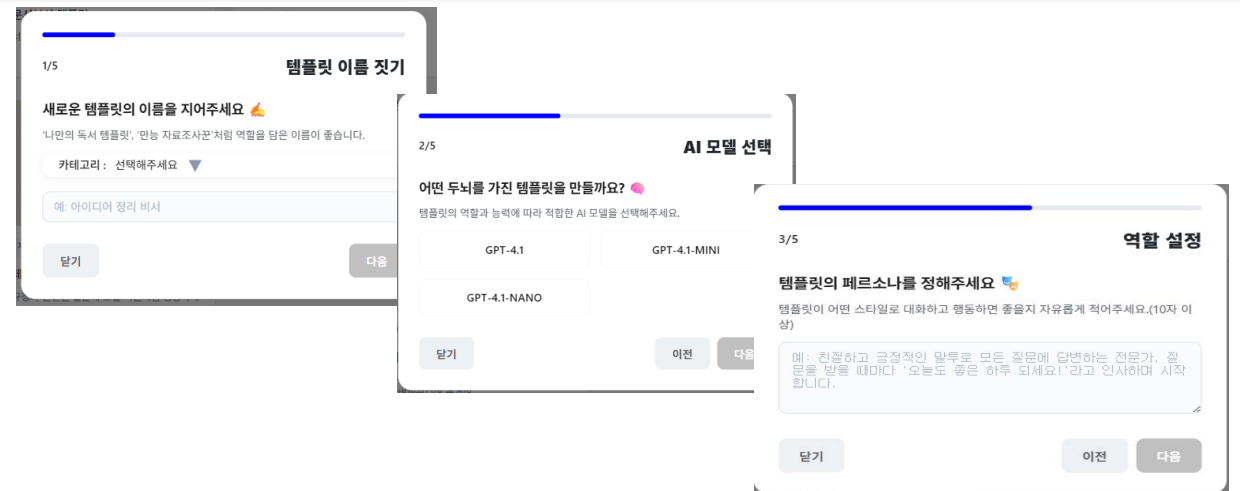 1/5
템플릿 이름 짓기
새로운 템플릿의 이름을 지어주세요 ✍️
'나만의 독서 템플릿', '만능 자료조사꾼'처럼 역할을 담은 이름이 좋습니다.
카테고리 : 선택해주세요 ▼
예: 아이디어 정리 비서
닫기
다음
2/5
AI 모델 선택
어떤 두뇌를 가진 템플릿을 만들까요? 🧠
템플릿의 역할과 능력에 따라 적합한 AI 모델을 선택해주세요.
GPT-4.1
GPT-4.1-MINI
GPT-4.1-NANO
닫기
이전
다음
3/5
역할 설정
템플릿의 페르소나를 정해주세요 🎭
템플릿이 어떤 스타일로 대화하고 행동하면 좋을지 자유롭게 적어주세요.(10자 이
상)
예: 친절하고 긍정적인 말투로 모든 질문에 답변하는 전문가. 질
문을 받을 때마다 '오늘도 좋은 하루 되세요!'라고 인사하며 시작
합니다.
닫기
이전
다음